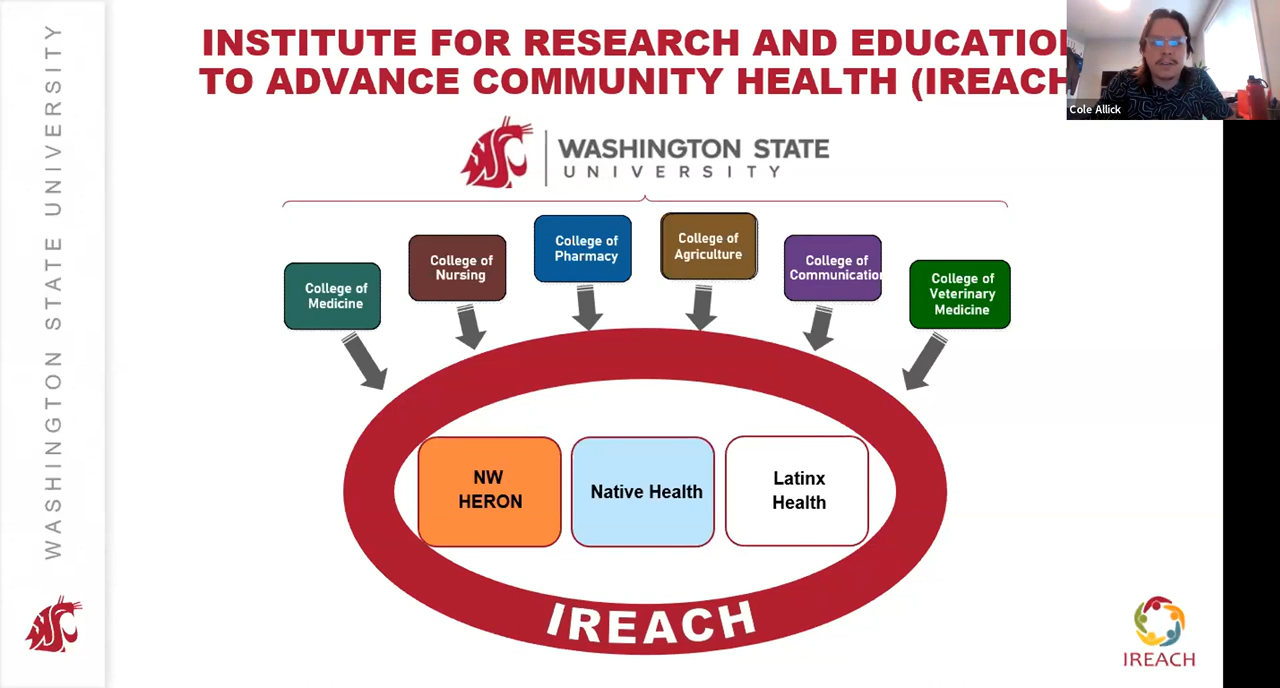 WASHINGTON STATE UNIVERSITY
INSTITUTE FOR RESEARCH AND EDUCATIO
TO ADVANCE COMMUNITY HEALTH (IREACH
Cole Allick
WASHINGTON STATE
UNIVERSITY
College of
Medicine
College of
Nursing
College of
Pharmacy
College of
Agriculture
College of
Communication
College of
Veterinary
Medicine
NW
HERON
Native Health
Latinx
Health
IREACH
IREACH